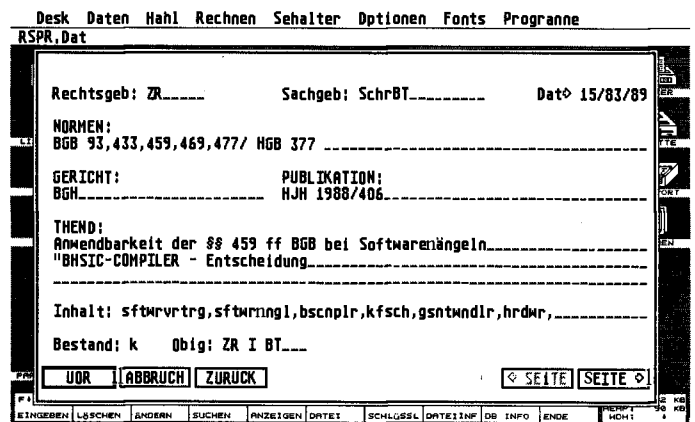 Desk Daten Hahl Rechnen Sehalter Optionen Fonts Programne
RSPR,Dat
Rechtsgeb: ZR_____ Sachgeb: SchrBT_________ Dat◇ 15/83/89
NORMEN:
BGB 93,433,459,469,477/ HGB 377
GERICHT: PUBLIKATION:
BGH HJH 1988/406
THEND:
Anwendbarkeit der §§ 459 ff BGB bei Softwaremängeln
"BHSIC-COMPILER - Entscheidung
Inhalt: sftwrvrtrg,sftwrmngl,bscnplr,kfsch,gsntwndlr,hrdwr,
Bestand: k Obig: ZR I BT___
UOR ABBRUCH ZURUCK ◇ SEITE SEITE ◇
EINGEBEN LöSCHEN ANDERN SUCHEN ANZEIGEN DATEI SCHLüSSL DATEIINF DB INFO ENDE